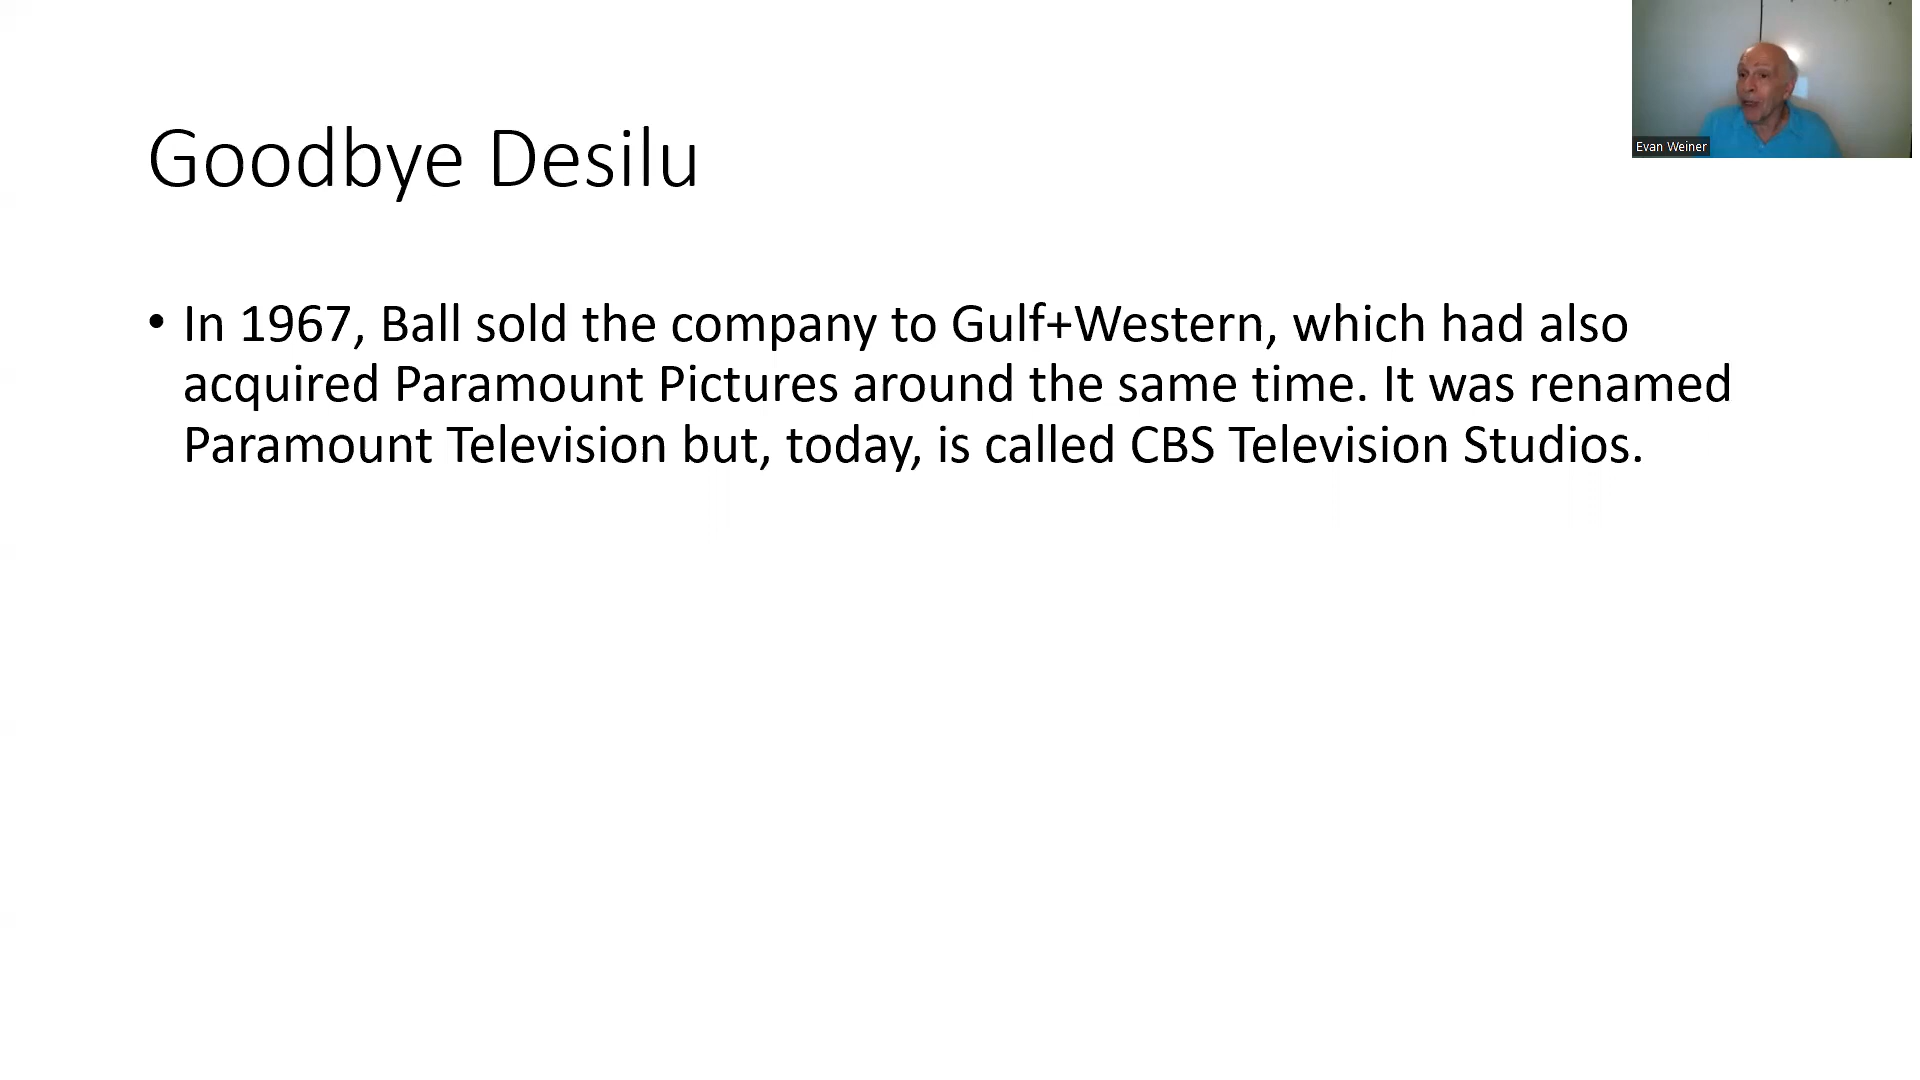 Goodbye Desilu
Evan Weiner
• In 1967, Ball sold the company to Gulf+Western, which had also
acquired Paramount Pictures around the same time. It was renamed
Paramount Television but, today, is called CBS Television Studios.